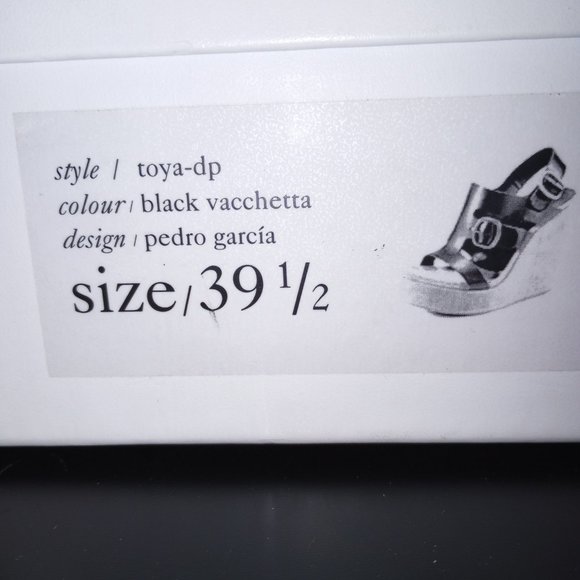 style / toya-dp
colour / black vacchetta
design / pedro garcía
size/39 1/2